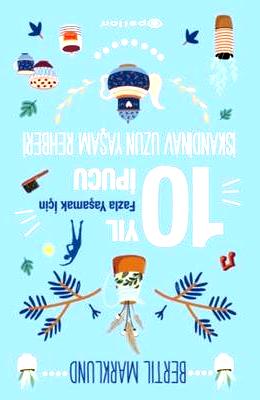 BERTIL MARKLUND
10 YIL
Fazla Yaşamak İçin
İPUCU
İSKANDİNAV UZUN YAŞAM REHBERİ
epsilon